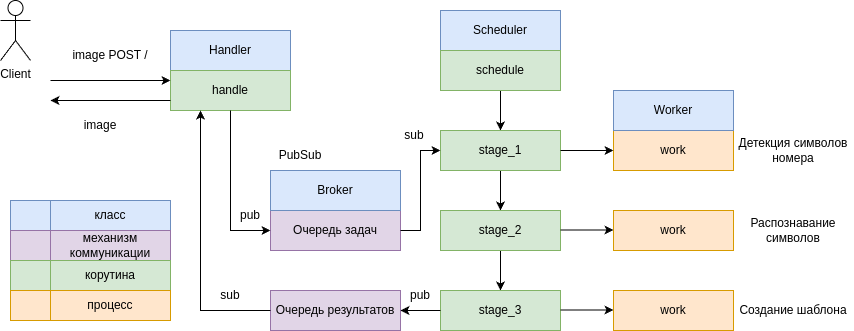 Client
image POST /
image
Handler
handle
Scheduler
schedule
PubSub
Broker
Очередь задач
pub
sub
stage_1
stage_2
stage_3
Worker
work
Детекция символов
номера
work
Распознавание
символов
work
Создание шаблона
sub
Очередь результатов
pub
класс
механизм
коммуникации
корутина
процесс